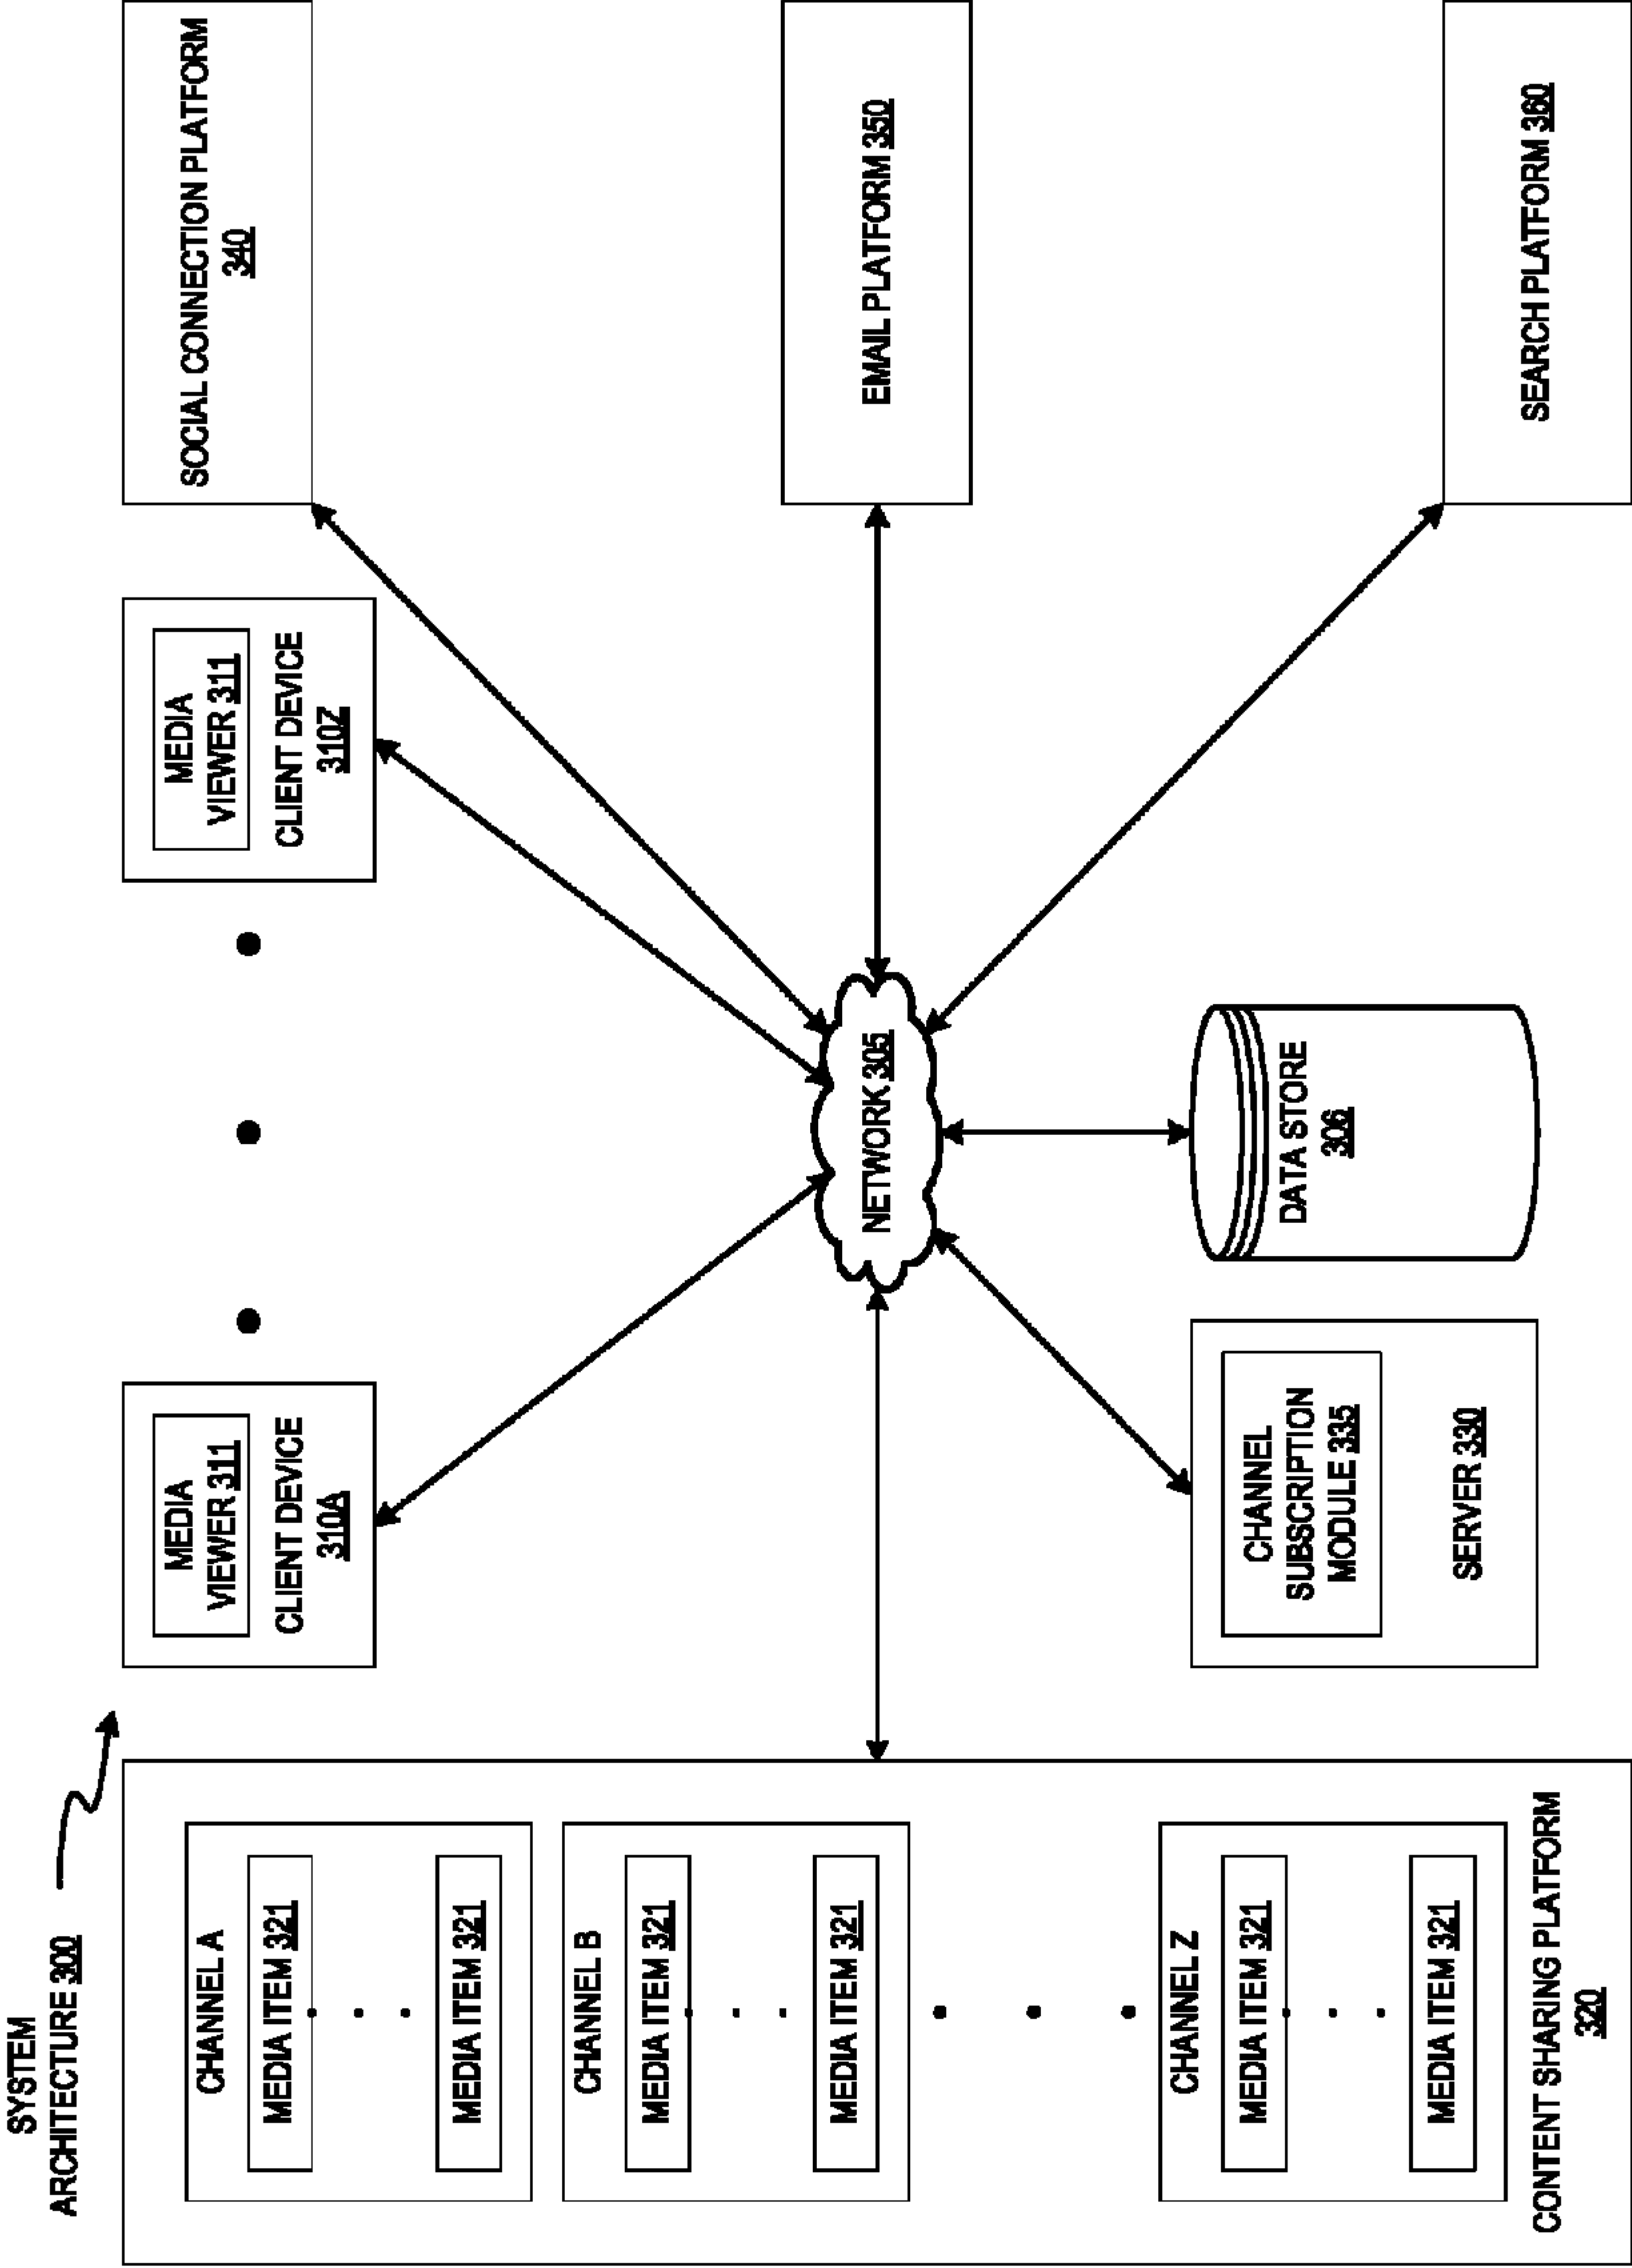 SYSTEM
ARCHITECTURE 300
CHANNEL A
MEDIA ITEM 321
MEDIA ITEM 321
CHANNEL B
MEDIA ITEM 321
MEDIA ITEM 321
CHANNEL Z
MEDIA ITEM 321
MEDIA ITEM 321
CONTENT SHARING PLATFORM
320
MEDIA
VIEWER 311
CLIENT DEVICE
310A
MEDIA
VIEWER 311
CLIENT DEVICE
310Z
SOCIAL CONNECTION PLATFORM
340
NETWORK 305
EMAIL PLATFORM 350
CHANNEL
SUBSCRIPTION
MODULE 335
SERVER 330
DATA STORE
306
SEARCH PLATFORM 360